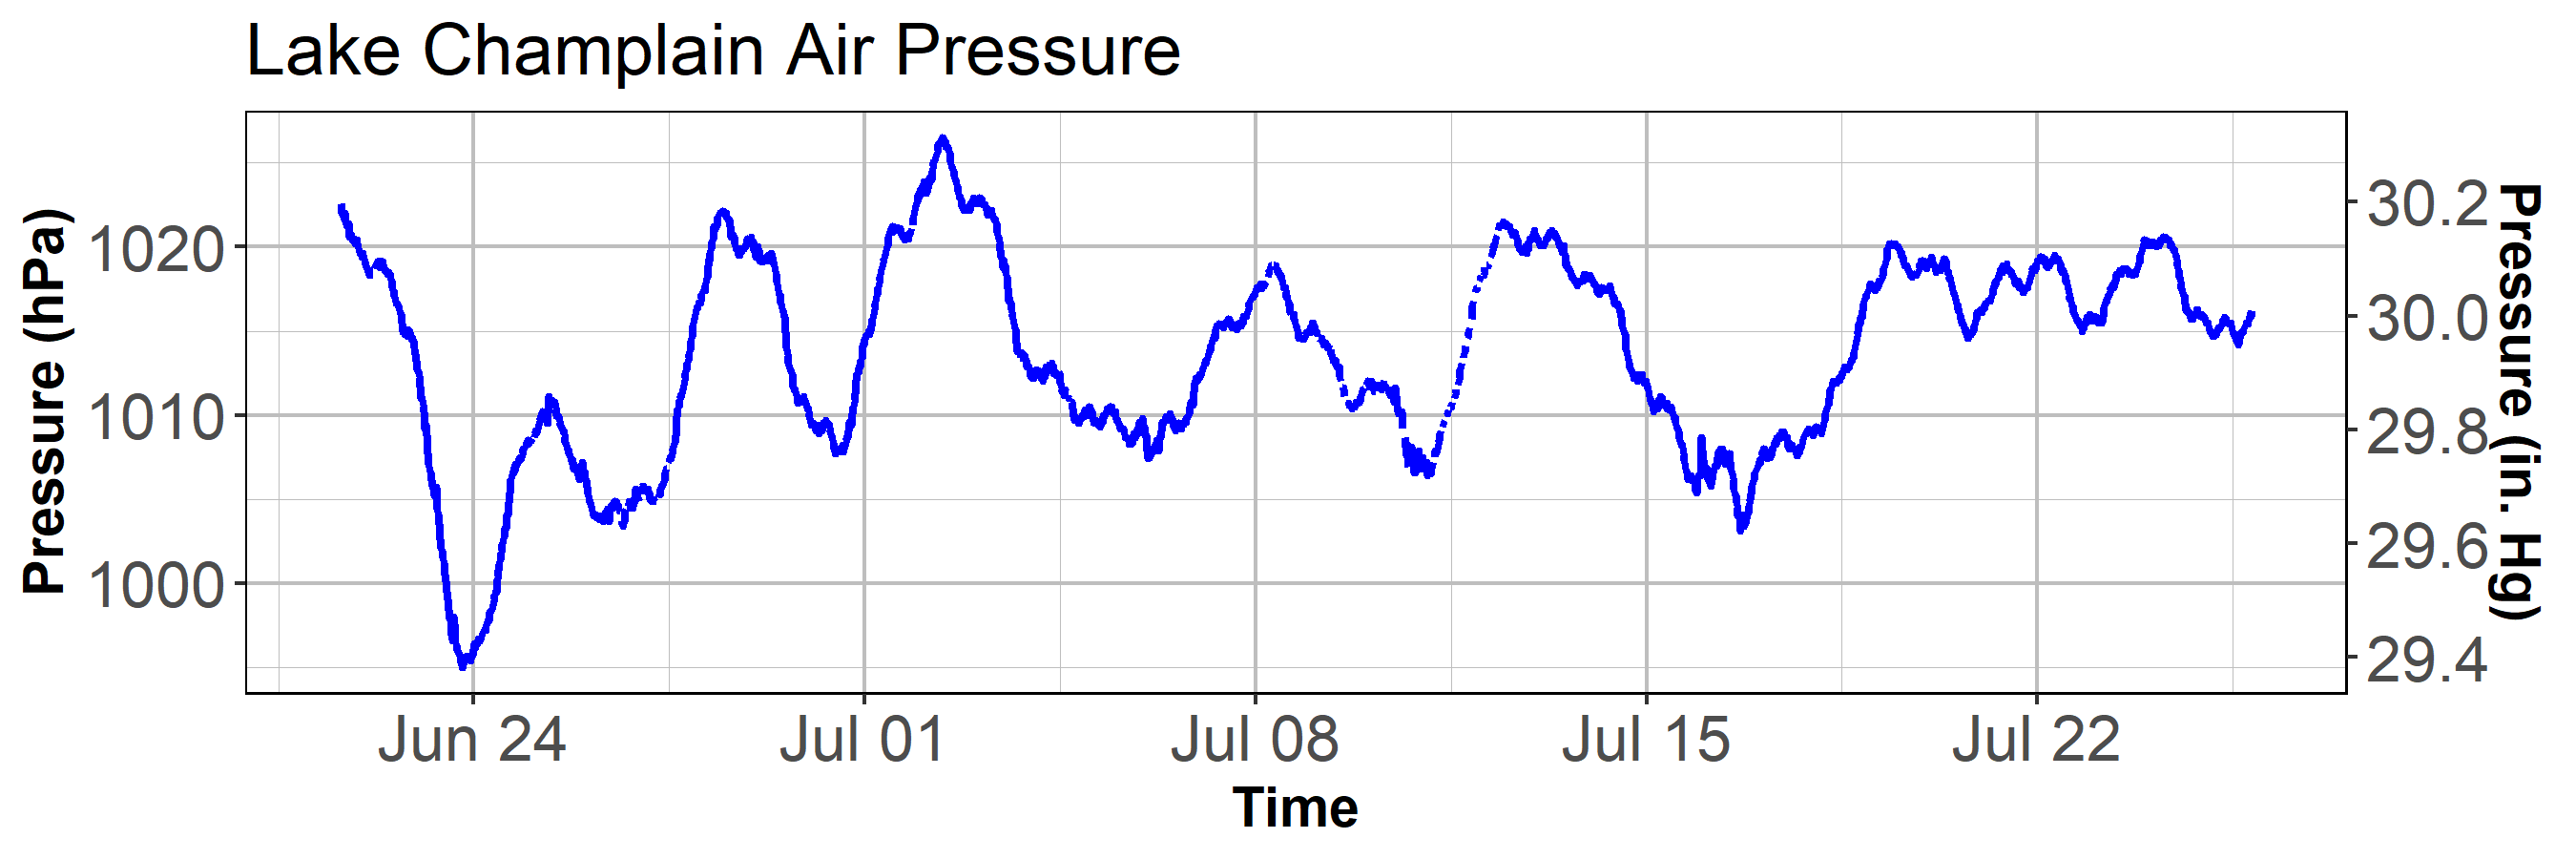 Lake Champlain Air Pressure
Pressure (hPa)
1020
1010
1000
30.2
30.0
29.8
29.6
29.4
Pressure (in. Hg)
Jun 24 Jul 01 Jul 08 Jul 15 Jul 22
Time